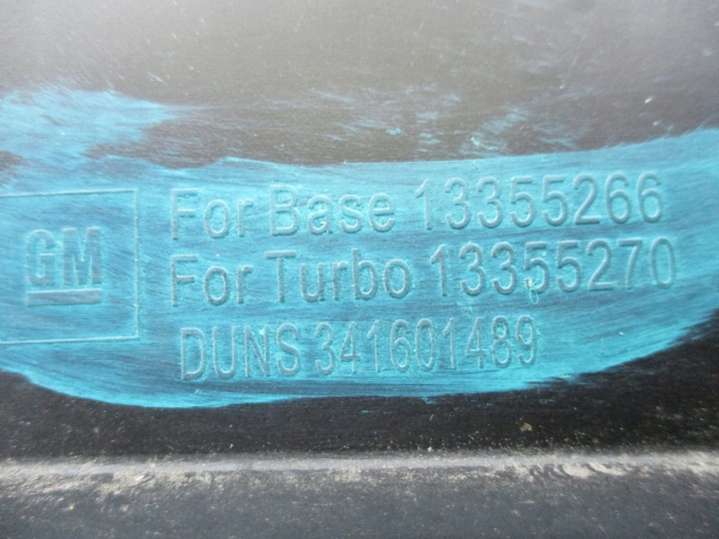 GM
For Base 13355266
For Turbo 13355270
DUNS 341601489